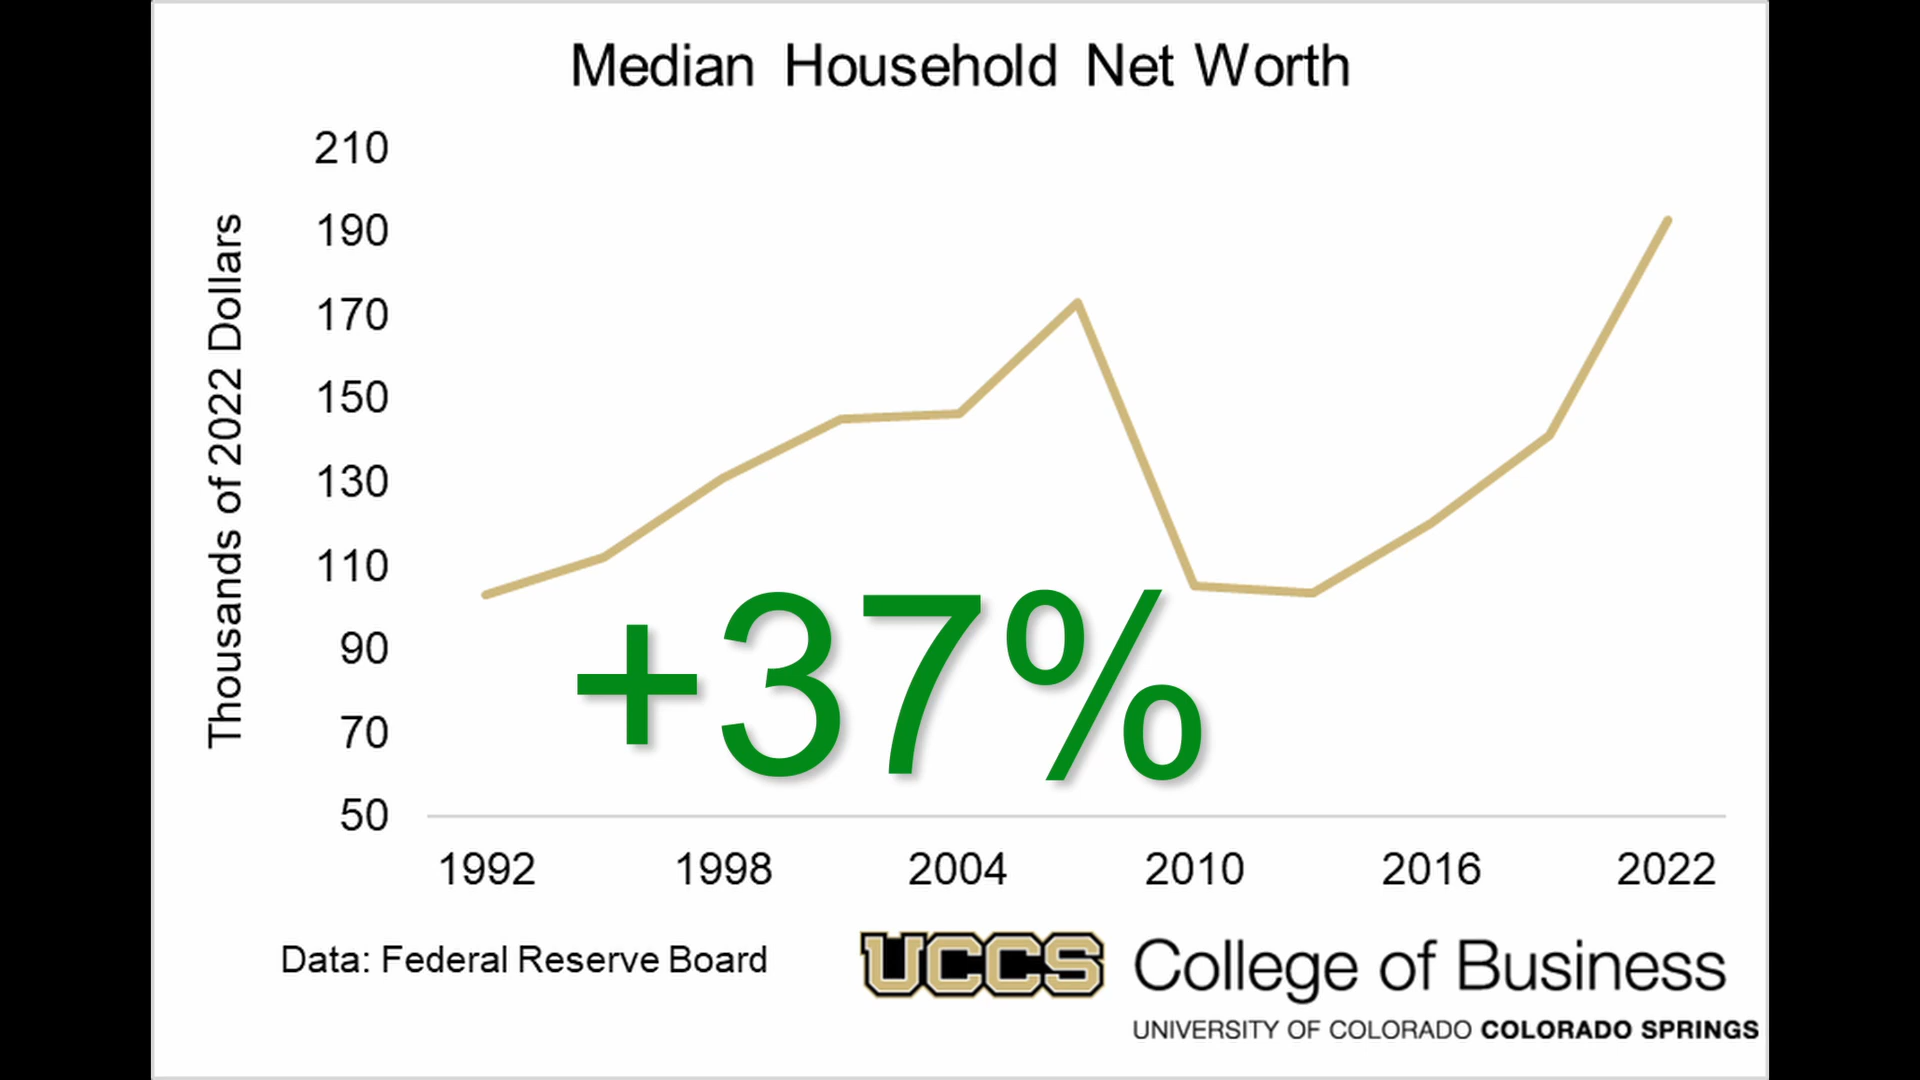 Median Household Net Worth
Thousands of 2022 Dollars
210
190
170
150
130
110
90
70
50
+37%
1992 1998 2004 2010 2016 2022
Data: Federal Reserve Board
UCCS College of Business
UNIVERSITY OF COLORADO COLORADO SPRINGS